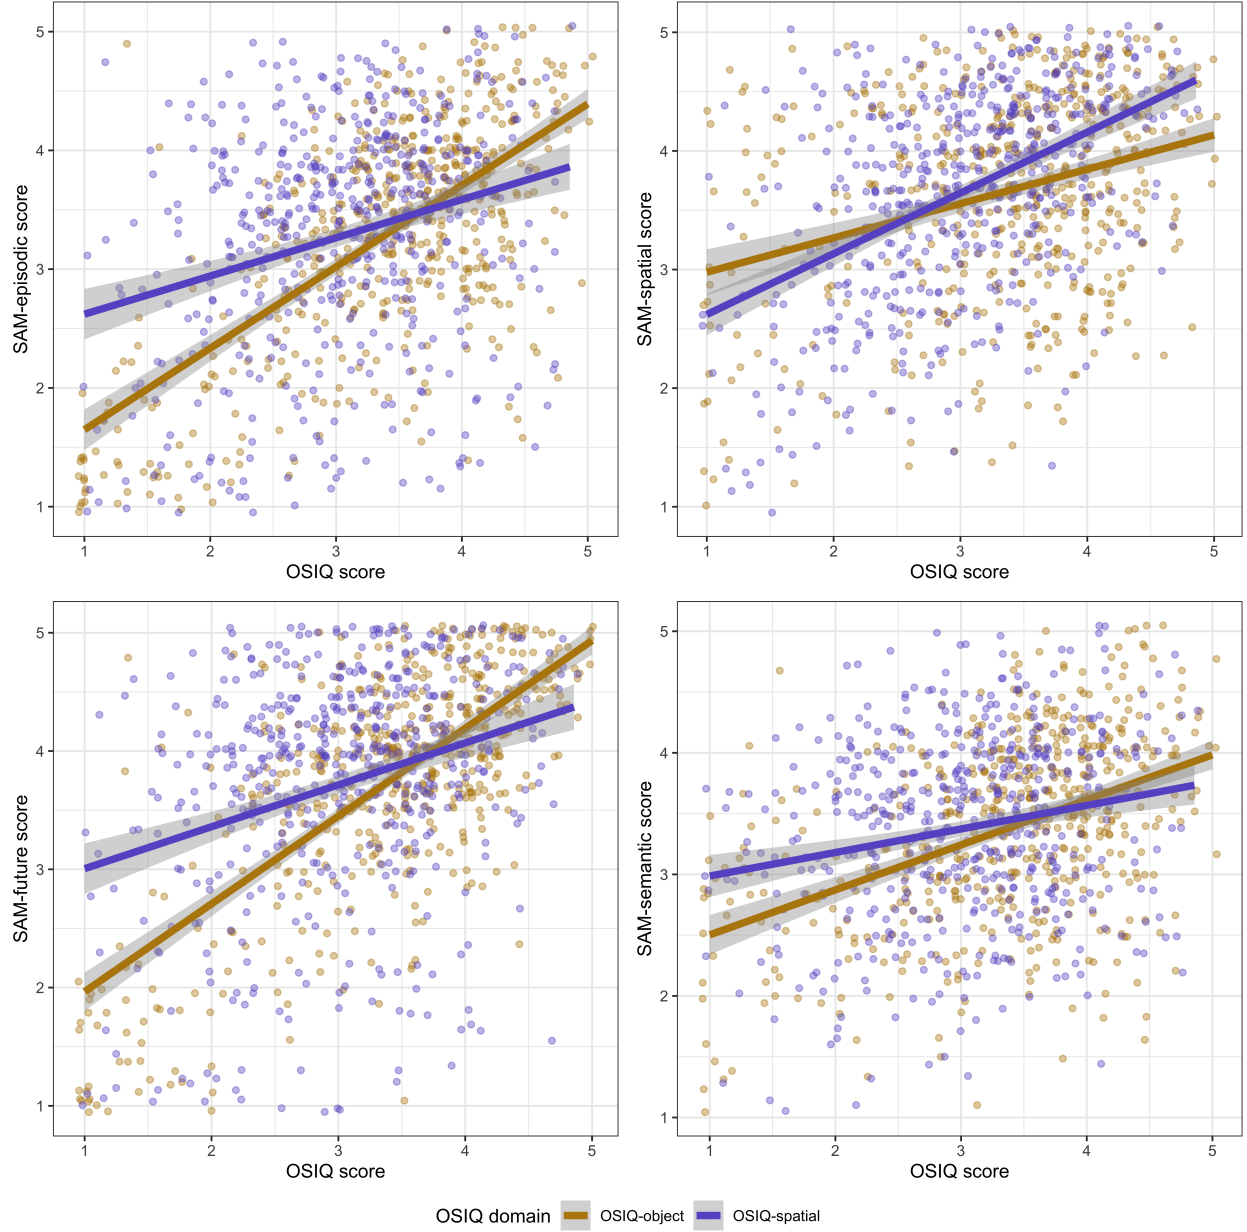 5
4
3
2
1
SAM-episodic score
1 2 3 4 5
OSIQ score
5
4
3
2
1
SAM-spatial score
1 2 3 4 5
OSIQ score
5
4
3
2
1
SAM-future score
1 2 3 4 5
OSIQ score
5
4
3
2
1
SAM-semantic score
1 2 3 4 5
OSIQ score
OSIQ domain OSIQ-object OSIQ-spatial